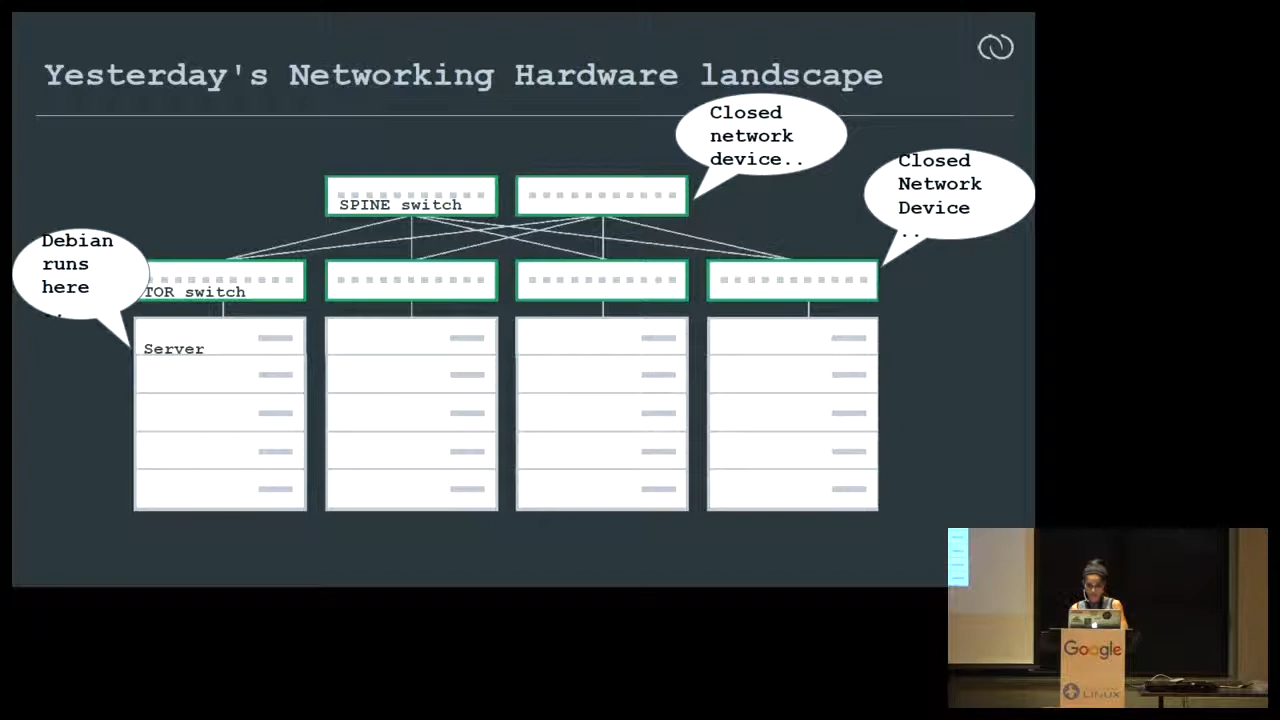 Yesterday's Networking Hardware landscape
Closed
network
device..
Closed
Network
Device
..
SPINE switch
Debian
runs
here
..
TOR switch
Server
Google
LINUX